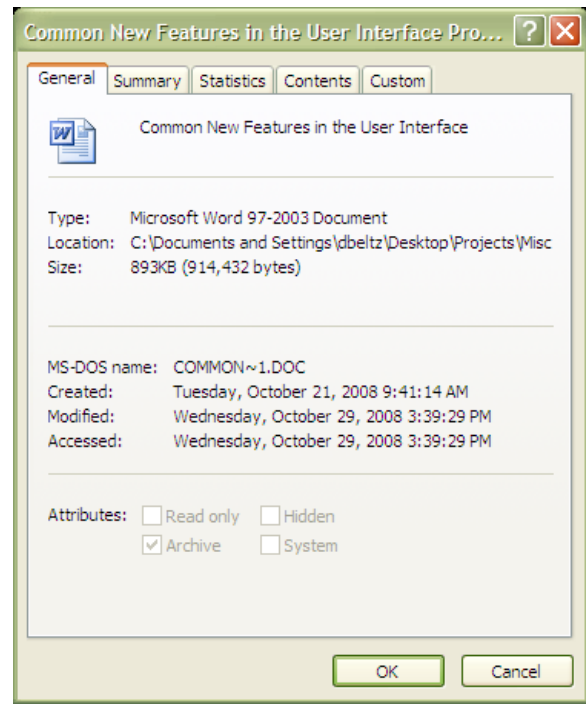 Common New Features in the User Interface Pro... ?
General Summary Statistics Contents Custom
Common New Features in the User Interface
Type: Microsoft Word 97-2003 Document
Location: C:\Documents and Settings\dbeltz\Desktop\Projects\Misc
Size: 893KB (914,432 bytes)
MS-DOS name: COMMON~1.DOC
Created: Tuesday, October 21, 2008 9:41:14 AM
Modified: Wednesday, October 29, 2008 3:39:29 PM
Accessed: Wednesday, October 29, 2008 3:39:29 PM
Attributes: Read only Hidden
Archive System
OK Cancel